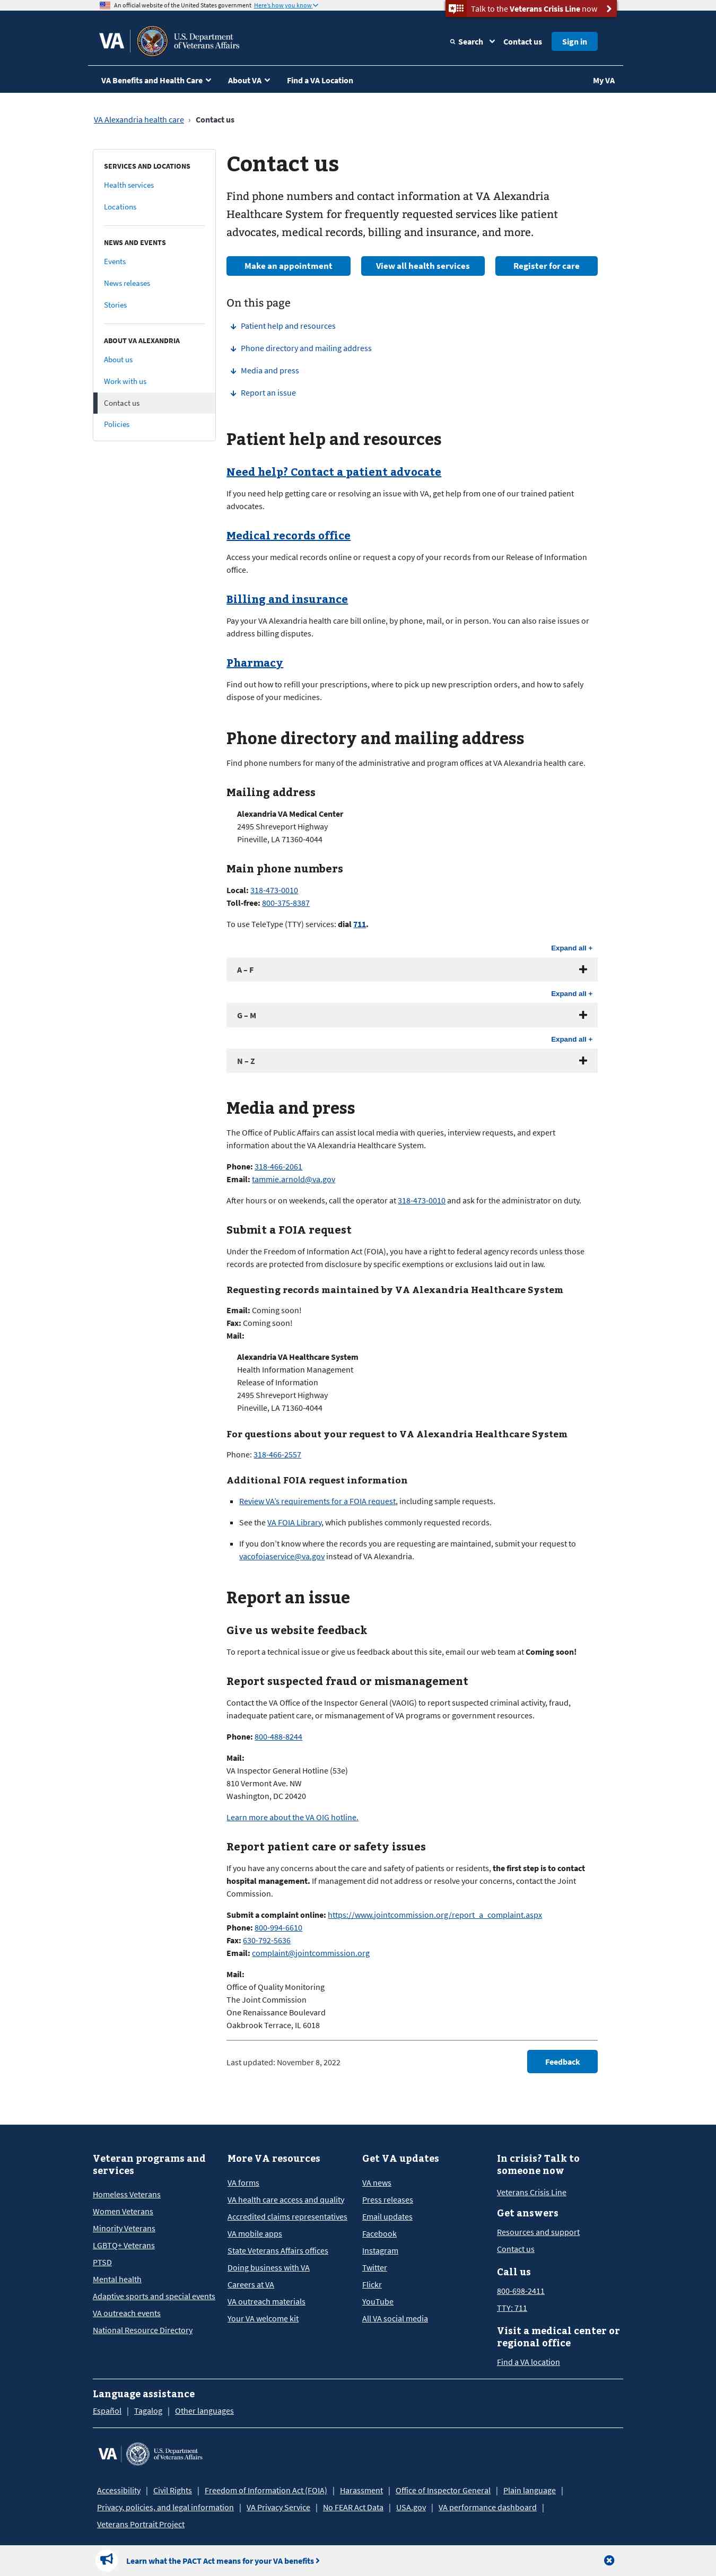 An official website of the United States government Here's how you know
Talk to the Veterans Crisis Line now
VA
U.S. Department
of Veterans Affairs
Search
Contact us
Sign in
VA Benefits and Health Care
About VA
Find a VA Location
My VA
VA Alexandria health care › Contact us
SERVICES AND LOCATIONS
Health services
Locations
NEWS AND EVENTS
Events
News releases
Stories
ABOUT VA ALEXANDRIA
About us
Work with us
Contact us
Policies
Contact us
Find phone numbers and contact information at VA Alexandria
Healthcare System for frequently requested services like patient
advocates, medical records, billing and insurance, and more.
Make an appointment
View all health services
Register for care
On this page
Patient help and resources
Phone directory and mailing address
Media and press
Report an issue
Patient help and resources
Need help? Contact a patient advocate
If you need help getting care or resolving an issue with VA, get help from one of our trained patient
advocates.
Medical records office
Access your medical records online or request a copy of your records from our Release of Information
office.
Billing and insurance
Pay your VA Alexandria health care bill online, by phone, mail, or in person. You can also raise issues or
address billing disputes.
Pharmacy
Find out how to refill your prescriptions, where to pick up new prescription orders, and how to safely
dispose of your medicines.
Phone directory and mailing address
Find phone numbers for many of the administrative and program offices at VA Alexandria health care.
Mailing address
Alexandria VA Medical Center
2495 Shreveport Highway
Pineville, LA 71360-4044
Main phone numbers
Local: 318-473-0010
Toll-free: 800-375-8387
To use TeleType (TTY) services: dial 711.
Expand all +
A – F
Expand all +
G – M
Expand all +
N – Z
Media and press
The Office of Public Affairs can assist local media with queries, interview requests, and expert
information about the VA Alexandria Healthcare System.
Phone: 318-466-2061
Email: tammie.arnold@va.gov
After hours or on weekends, call the operator at 318-473-0010 and ask for the administrator on duty.
Submit a FOIA request
Under the Freedom of Information Act (FOIA), you have a right to federal agency records unless those
records are protected from disclosure by specific exemptions or exclusions laid out in law.
Requesting records maintained by VA Alexandria Healthcare System
Email: Coming soon!
Fax: Coming soon!
Mail:
Alexandria VA Healthcare System
Health Information Management
Release of Information
2495 Shreveport Highway
Pineville, LA 71360-4044
For questions about your request to VA Alexandria Healthcare System
Phone: 318-466-2557
Additional FOIA request information
Review VA's requirements for a FOIA request, including sample requests.
See the VA FOIA Library, which publishes commonly requested records.
If you don't know where the records you are requesting are maintained, submit your request to
vacofoiaservice@va.gov instead of VA Alexandria.
Report an issue
Give us website feedback
To report a technical issue or give us feedback about this site, email our web team at Coming soon!
Report suspected fraud or mismanagement
Contact the VA Office of the Inspector General (VAOIG) to report suspected criminal activity, fraud,
inadequate patient care, or mismanagement of VA programs or government resources.
Phone: 800-488-8244
Mail:
VA Inspector General Hotline (53e)
810 Vermont Ave. NW
Washington, DC 20420
Learn more about the VA OIG hotline.
Report patient care or safety issues
If you have any concerns about the care and safety of patients or residents, the first step is to contact
hospital management. If management did not address or resolve your concerns, contact the Joint
Commission.
Submit a complaint online: https://www.jointcommission.org/report_a_complaint.aspx
Phone: 800-994-6610
Fax: 630-792-5636
Email: complaint@jointcommission.org
Mail:
Office of Quality Monitoring
The Joint Commission
One Renaissance Boulevard
Oakbrook Terrace, IL 6018
Last updated: November 8, 2022
Feedback
Veteran programs and
services
Homeless Veterans
Women Veterans
Minority Veterans
LGBTQ+ Veterans
PTSD
Mental health
Adaptive sports and special events
VA outreach events
National Resource Directory
More VA resources
VA forms
VA health care access and quality
Accredited claims representatives
VA mobile apps
State Veterans Affairs offices
Doing business with VA
Careers at VA
VA outreach materials
Your VA welcome kit
Get VA updates
VA news
Press releases
Email updates
Facebook
Instagram
Twitter
Flickr
YouTube
All VA social media
In crisis? Talk to
someone now
Veterans Crisis Line
Get answers
Resources and support
Contact us
Call us
800-698-2411
TTY: 711
Visit a medical center or
regional office
Find a VA location
Language assistance
Español | Tagalog | Other languages
VA
U.S. Department
of Veterans Affairs
Accessibility | Civil Rights | Freedom of Information Act (FOIA) | Harassment | Office of Inspector General | Plain language |
Privacy, policies, and legal information | VA Privacy Service | No FEAR Act Data | USA.gov | VA performance dashboard |
Veterans Portrait Project
Learn what the PACT Act means for your VA benefits